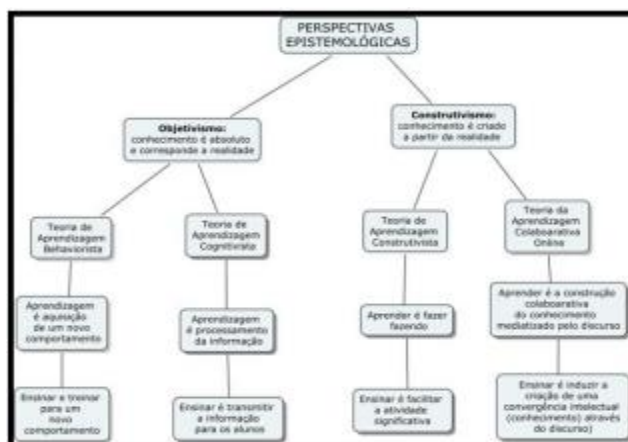 PERSPECTIVAS
EPISTEMOLÓGICAS
Objetivismo:
conhecimento é absoluto
e corresponde a realidade
Construtivismo:
conhecimento é criado
a partir da realidade
Teoria de
Aprendizagem
Behaviorista
Teoria de
Aprendizagem
Cognitivista
Teoria de
Aprendizagem
Construtivista
Teoria da
Aprendizagem
Colaboarativa
Online
Aprendizagem
é aquisição
de um novo
comportamento
Aprendizagem
é processamento
da informação
Aprender é fazer
fazendo
Aprender é a construção
colaboarativa
do conhecimento
mediatizado pelo discurso
Ensinar e treinar
para um
novo
comportamento
Ensinar é transmitir
a informação
para os alunos
Ensinar é facilitar
a atividade
significativa
Ensinar é induzir a
criação de uma
convergência intelectual
(conhecimento) através
do discurso)